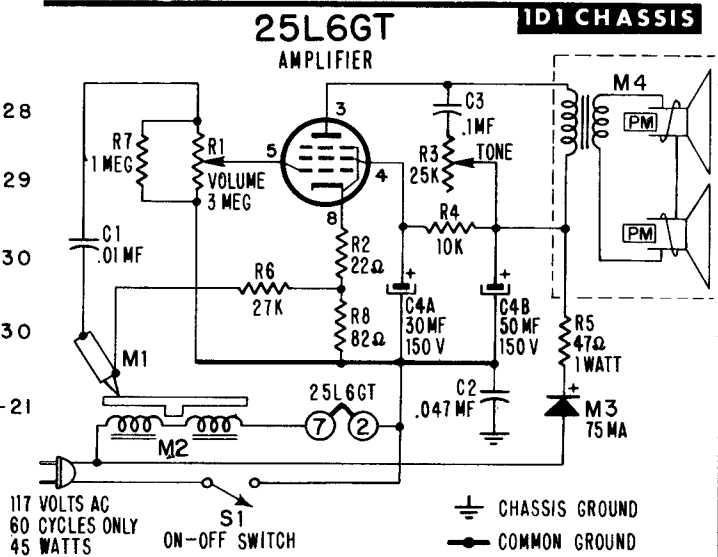 1D1 CHASSIS
25L6GT
AMPLIFIER
28
29
30
30
-21
R7
1 MEG
R1
VOLUME
3 MEG
5
3
4
8
C3
.1MF
R3
25K
TONE
M4
PM
PM
C1
.01 MF
R2
22Ω
R4
10K
R6
27K
R8
82Ω
+
C4A
30 MF
150 V
+
C4B
50 MF
150 V
R5
47Ω
1 WATT
M1
25L6GT
7
2
C2
.047 MF
+
M3
75 MA
M2
117 VOLTS AC
60 CYCLES ONLY
45 WATTS
S1
ON-OFF SWITCH
CHASSIS GROUND
COMMON GROUND